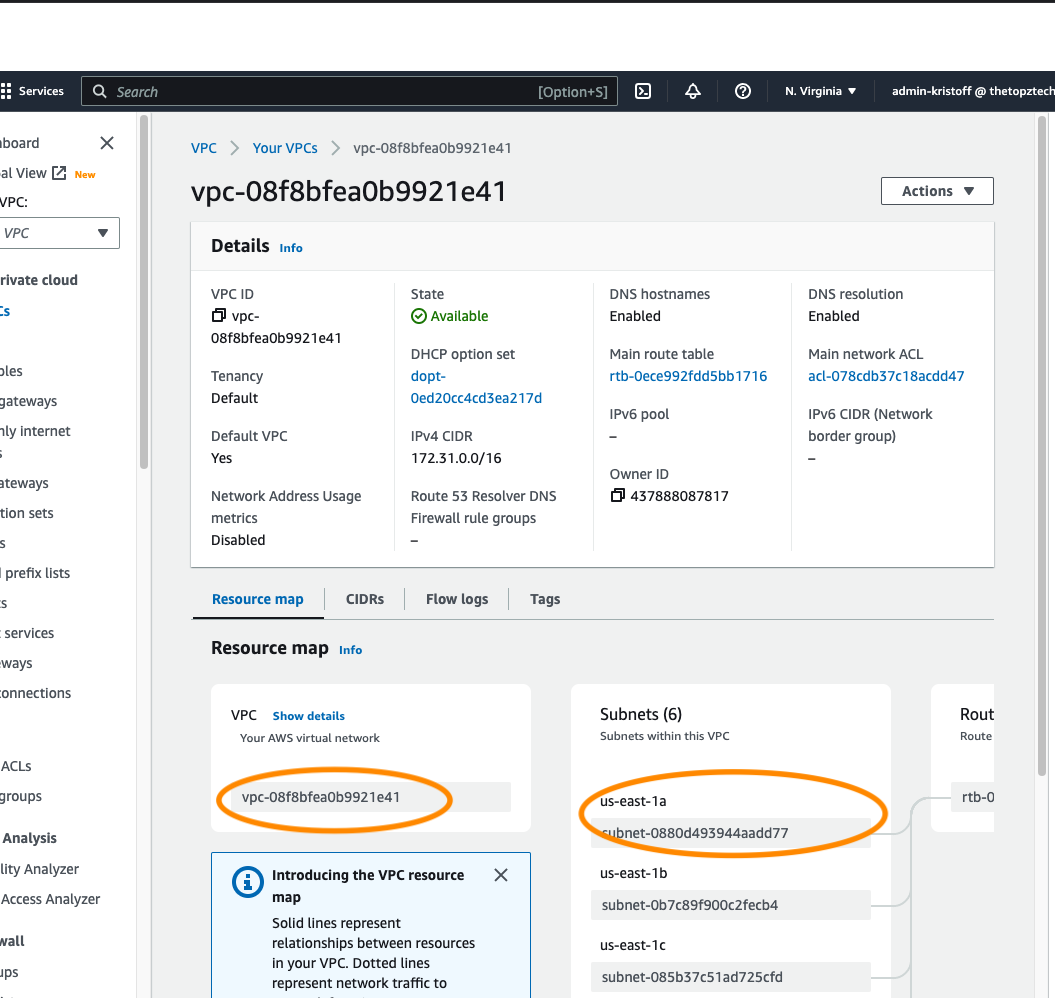 Services
Search
[Option+S]
N. Virginia
admin-kristoff @ thetopztech
board
al View New
VPC:
VPC
rivate cloud
Cs
bles
gateways
nly internet
s
ateways
tion sets
s
prefix lists
ts
t services
eways
connections
ACLs
groups
Analysis
ility Analyzer
Access Analyzer
wall
ups
VPC
Your VPCs
vpc-08f8bfea0b9921e41
vpc-08f8bfea0b9921e41
Actions
Details Info
VPC ID
vpc-
08f8bfea0b9921e41
Tenancy
Default
Default VPC
Yes
Network Address Usage
metrics
Disabled
State
Available
DHCP option set
dopt-
0ed20cc4cd3ea217d
IPv4 CIDR
172.31.0.0/16
Route 53 Resolver DNS
Firewall rule groups
–
DNS hostnames
Enabled
Main route table
rtb-0ece992fdd5bb1716
IPv6 pool
–
Owner ID
437888087817
DNS resolution
Enabled
Main network ACL
acl-078cdb37c18acdd47
IPv6 CIDR (Network
border group)
–
Resource map
CIDRs
Flow logs
Tags
Resource map Info
VPC Show details
Your AWS virtual network
vpc-08f8bfea0b9921e41
Introducing the VPC resource
map
Solid lines represent
relationships between resources
in your VPC. Dotted lines
represent network traffic to
Subnets (6)
Subnets within this VPC
us-east-1a
subnet-0880d493944aadd77
us-east-1b
subnet-0b7c89f900c2fecb4
us-east-1c
subnet-085b37c51ad725cfd
Rout
Route
rtb-0